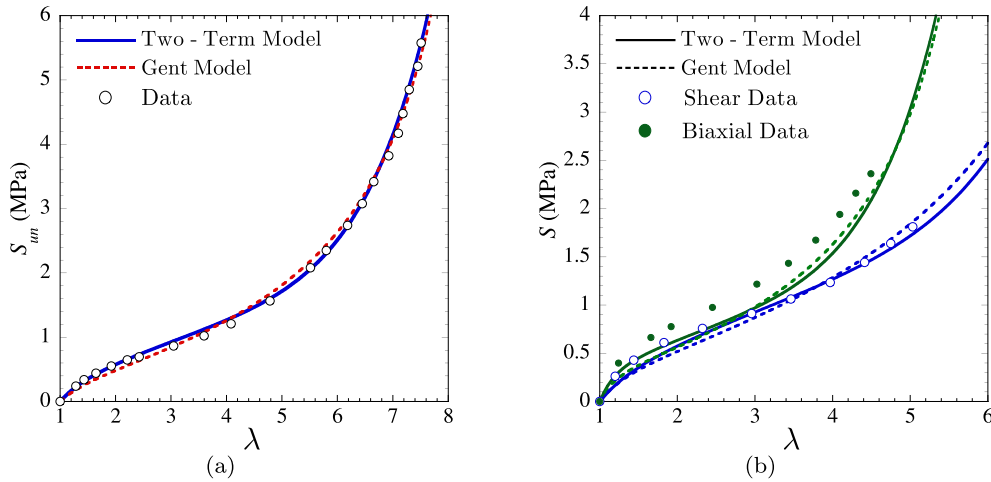 6
5
4
3
2
1
0
1
2
3
4
5
6
7
8
S_un (MPa)
λ
Two - Term Model
Gent Model
Data
(a)
4
3.5
3
2.5
2
1.5
1
0.5
0
1
2
3
4
5
6
S (MPa)
λ
Two - Term Model
Gent Model
Shear Data
Biaxial Data
(b)